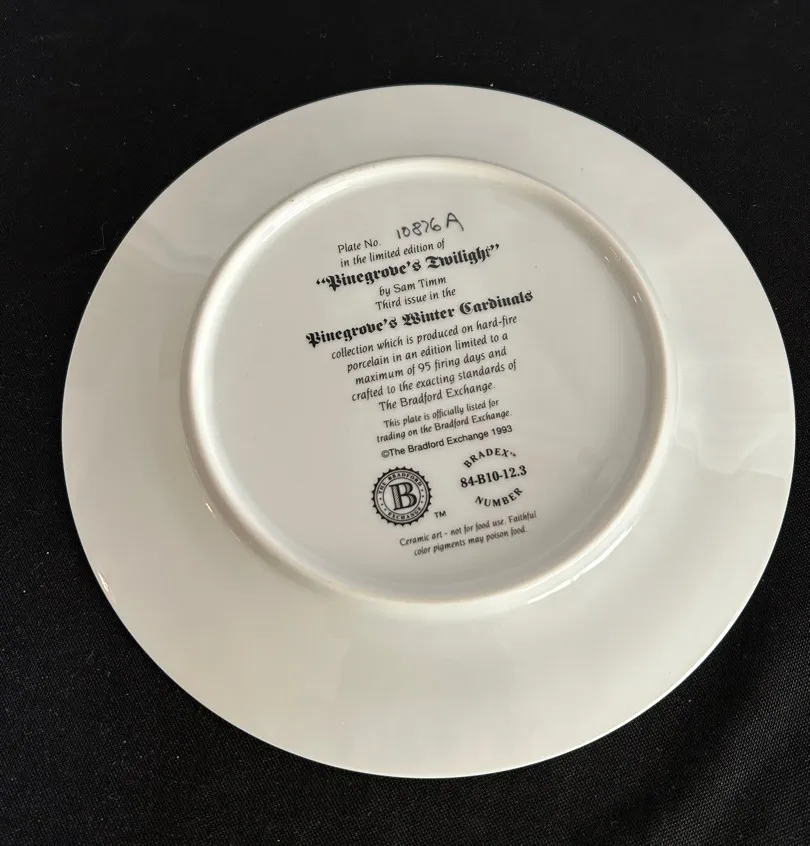 Plate No. 10876A
in the limited edition of
“Pinegrove's Twilight”
by Sam Timm
Third issue in the
Pinegrove's Winter Cardinals
collection which is produced on hard-fire
porcelain in an edition limited to a
maximum of 95 firing days and
crafted to the exacting standards of
The Bradford Exchange.
This plate is officially listed for
trading on the Bradford Exchange.
©The Bradford Exchange 1993
THE BRADFORD
B
EXCHANGE
TM
BRADEX
84-B10-12.3
NUMBER
Ceramic art - not for food use. Faithful
color pigments may poison food.